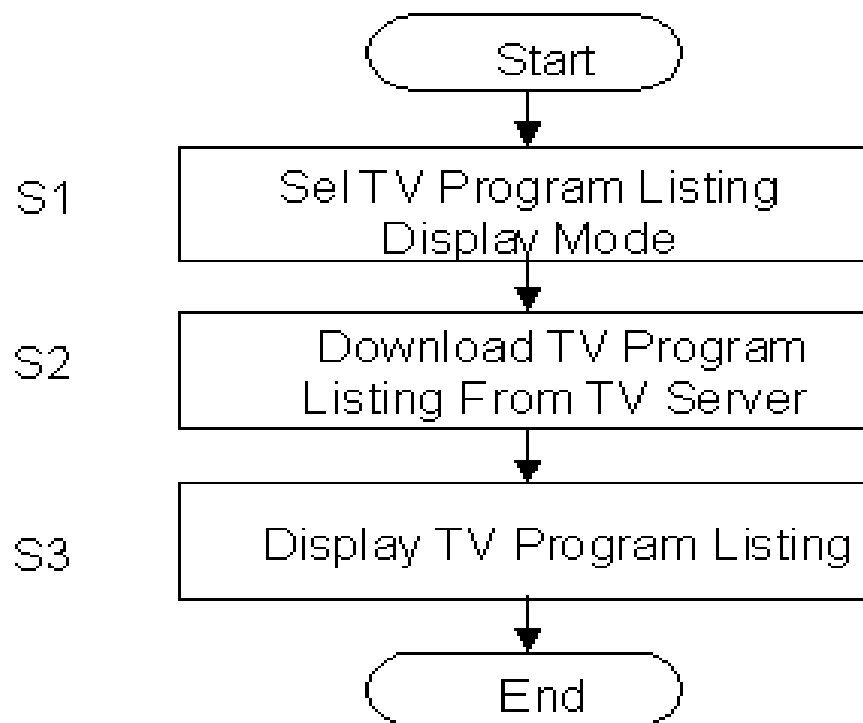 Start
S1
Sel TV Program Listing
Display Mode
S2
Download TV Program
Listing From TV Server
S3
Display TV Program Listing
End